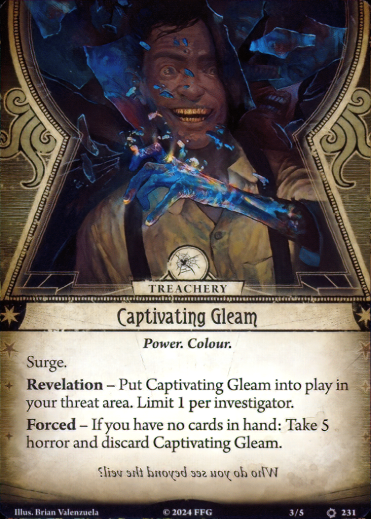 TREACHERY
Captivating Gleam
Power. Colour.
Surge.
Revelation – Put Captivating Gleam into play in
your threat area. Limit 1 per investigator.
Forced – If you have no cards in hand: Take 5
horror and discard Captivating Gleam.
Who do you see beyond the veil?
Illus. Brian Valenzuela
© 2024 FFG
3/5
231